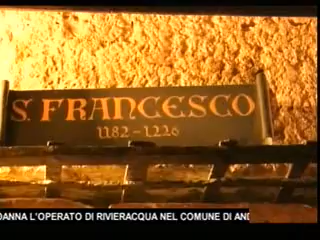 S. FRANCESCO
1182-1226
DANNA L'OPERATO DI RIVIERACQUA NEL COMUNE DI AND